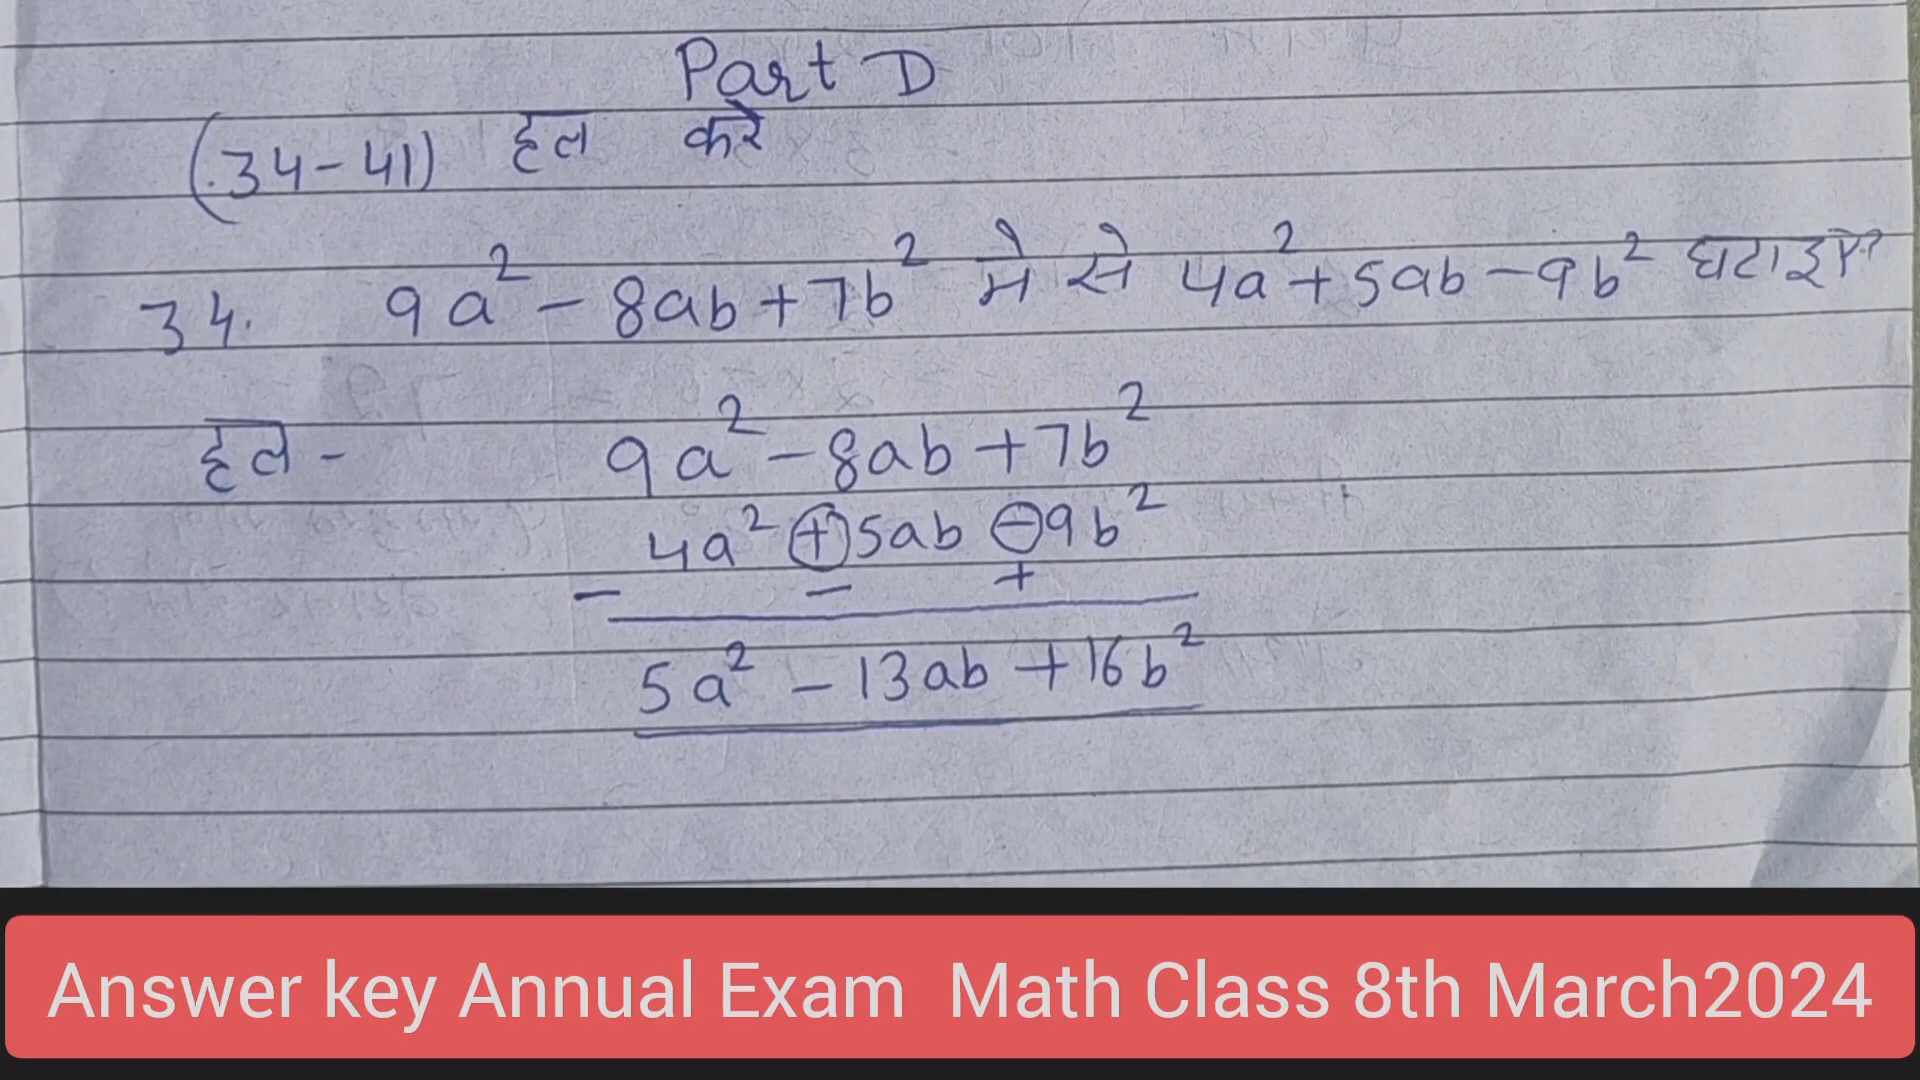 Part D
(34-41) हल करे
34. 9a² - 8ab + 7b² मे से 4a² + 5ab - 9b² घटाइए?
हल - 9a² - 8ab + 7b²
4a² ⊕ 5ab ⊖ 9b²
- - +
5a² - 13ab + 16b²
Answer key Annual Exam Math Class 8th March2024